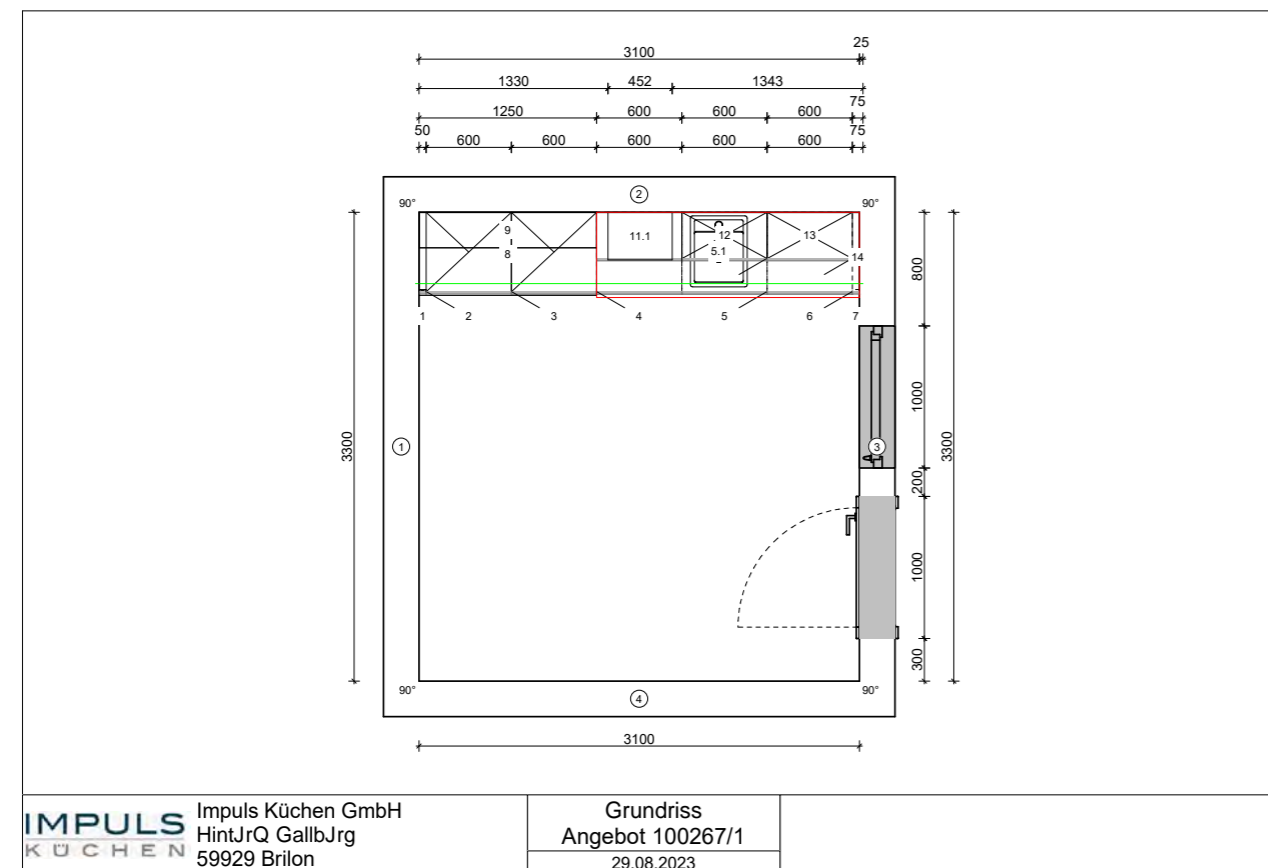 3100 25
1330 452 1343
1250 600 600 600 75
50 600 600 600 600 600 75
2
90° 90°
9 11.1 12 13
8 5.1 14
1 2 3 4 5 6 7
800
1000
3300 1 3 3300
200
1000
300
90° 4 90°
3100
IMPULS
KÜCHEN
Impuls Küchen GmbH
HintJrQ GallbJrg
59929 Brilon
Grundriss
Angebot 100267/1
29.08.2023